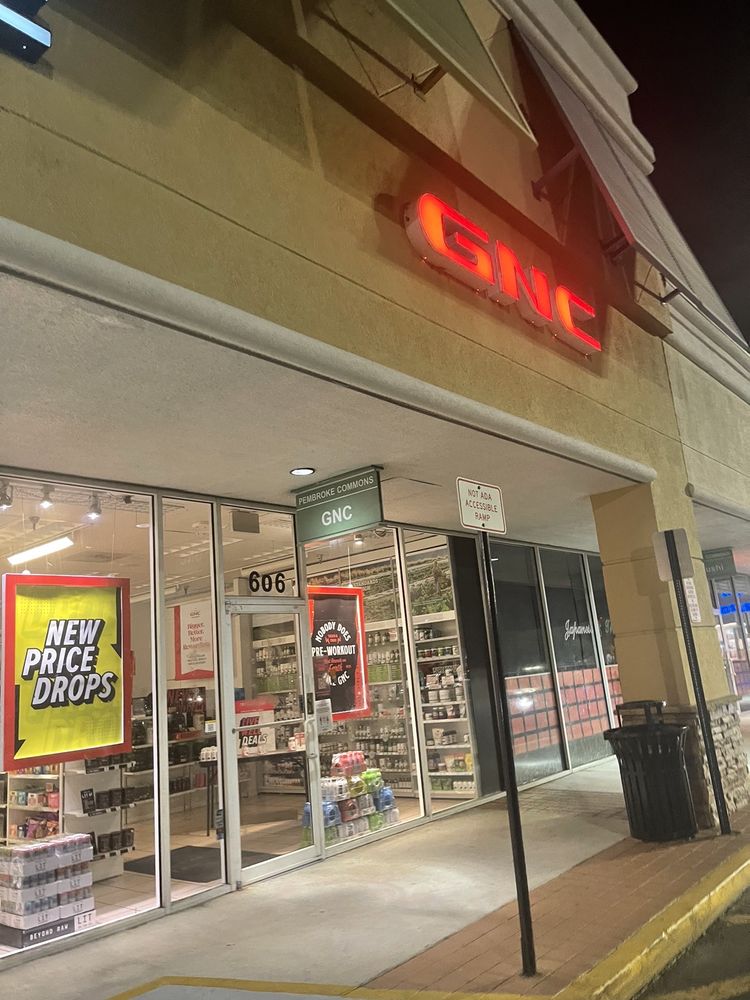 GNC
PEMBROKE COMMONS
GNC
NOT ADA
ACCESSIBLE
RAMP
606
NEW
PRICE
DROPS
NOBODY DOES
PRE-WORKOUT
GNC
GNC
DEALS
LIT
BEYOND RAW